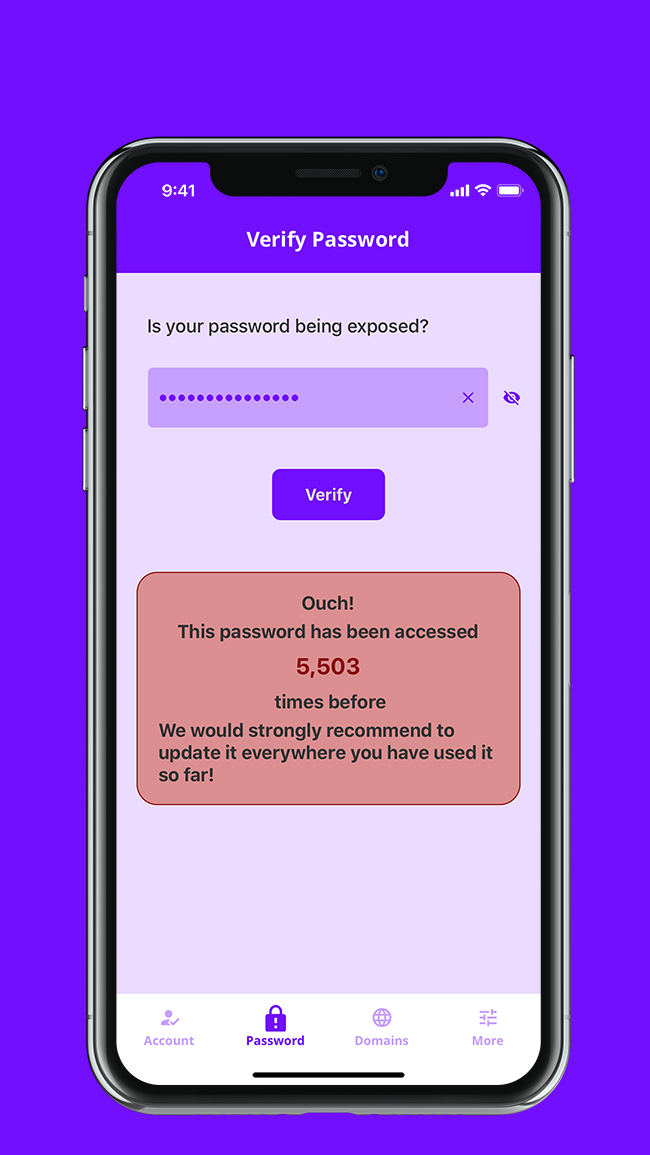 9:41
Verify Password
Is your password being exposed?
Verify
Ouch!
This password has been accessed
5,503
times before
We would strongly recommend to
update it everywhere you have used it
so far!
Account
Password
Domains
More